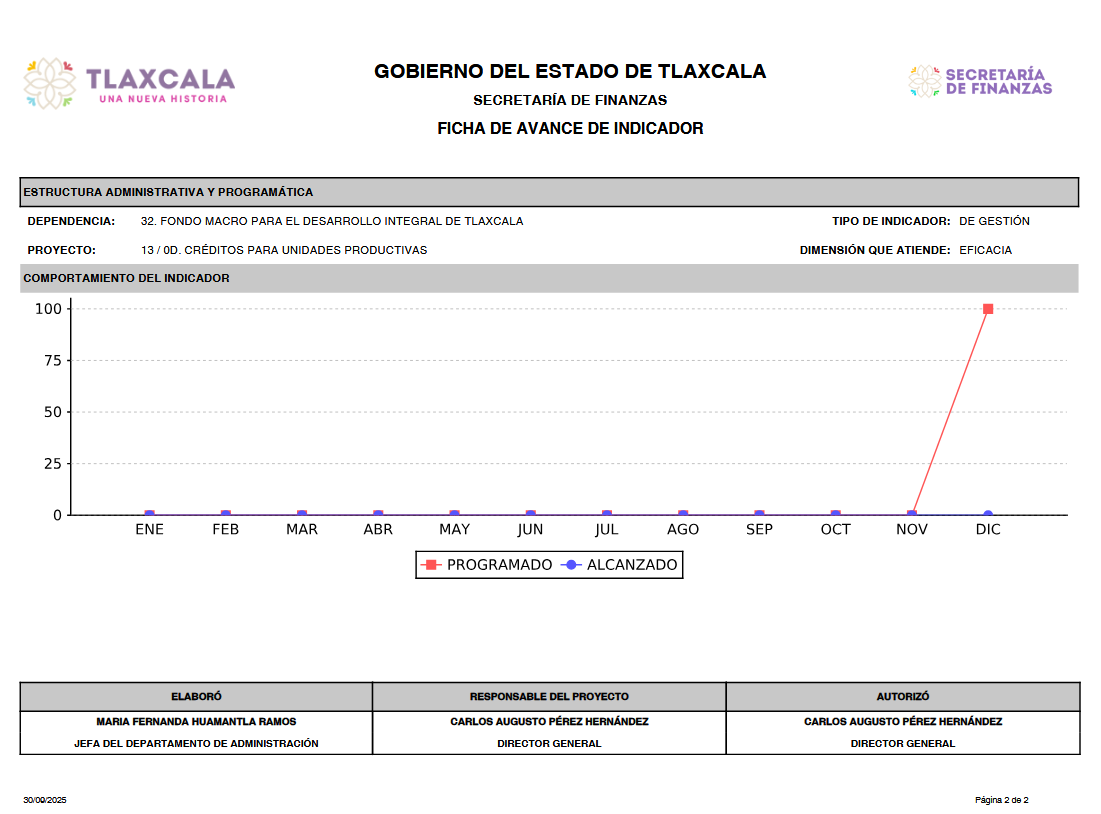 TLAXCALA
UNA NUEVA HISTORIA
GOBIERNO DEL ESTADO DE TLAXCALA
SECRETARÍA DE FINANZAS
FICHA DE AVANCE DE INDICADOR
SECRETARÍA
DE FINANZAS
ESTRUCTURA ADMINISTRATIVA Y PROGRAMÁTICA
DEPENDENCIA: 32. FONDO MACRO PARA EL DESARROLLO INTEGRAL DE TLAXCALA TIPO DE INDICADOR: DE GESTIÓN
PROYECTO: 13 / 0D. CRÉDITOS PARA UNIDADES PRODUCTIVAS DIMENSIÓN QUE ATIENDE: EFICACIA
COMPORTAMIENTO DEL INDICADOR
100
75
50
25
0
ENE FEB MAR ABR MAY JUN JUL AGO SEP OCT NOV DIC
PROGRAMADO ALCANZADO
ELABORÓ RESPONSABLE DEL PROYECTO AUTORIZÓ
MARIA FERNANDA HUAMANTLA RAMOS CARLOS AUGUSTO PÉREZ HERNÁNDEZ CARLOS AUGUSTO PÉREZ HERNÁNDEZ
JEFA DEL DEPARTAMENTO DE ADMINISTRACIÓN DIRECTOR GENERAL DIRECTOR GENERAL
30/09/2025 Página 2 de 2